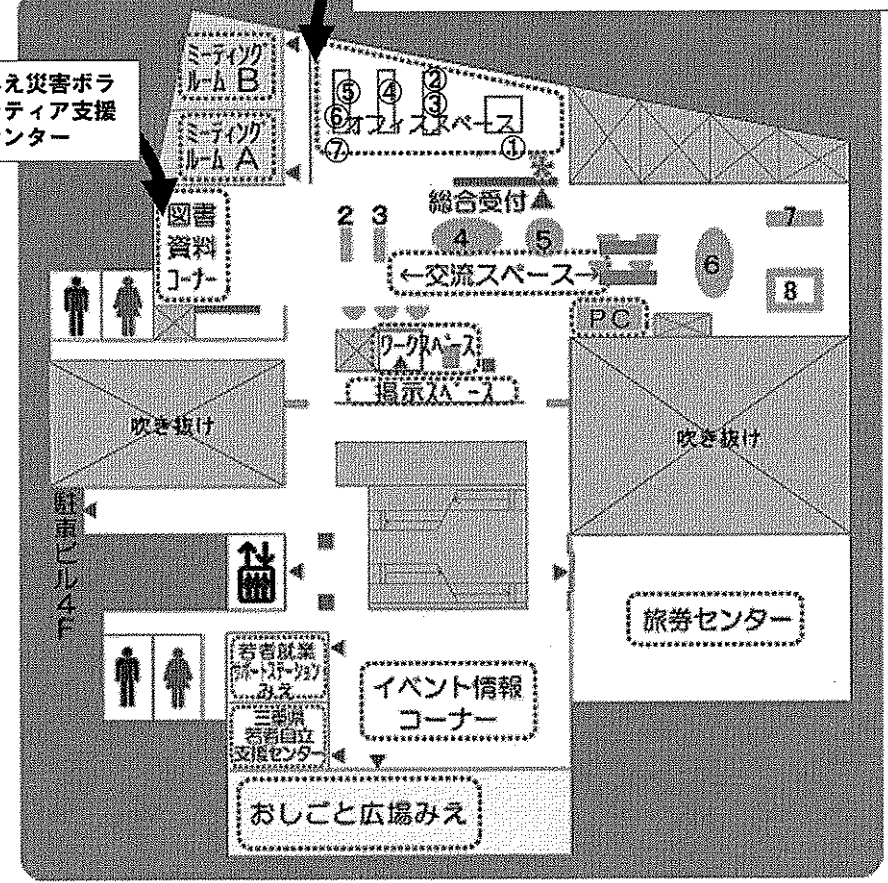 え災害ボラ
ティア支援
ンター
ミーティング
ルーム B
ミーティング
ルーム A
⑤
④
②
③
⑥
オフィススペース
⑦
①
総合受付
図書
資料
コーナー
2
3
4
5
6
7
8
←交流スペース→
PC
ワークスペース
掲示スペース
吹き抜け
吹き抜け
駐車ビル4F
若者就業
サポートステーション
みえ
三重県
若者自立
支援センター
イベント情報
コーナー
旅券センター
おしごと広場みえ